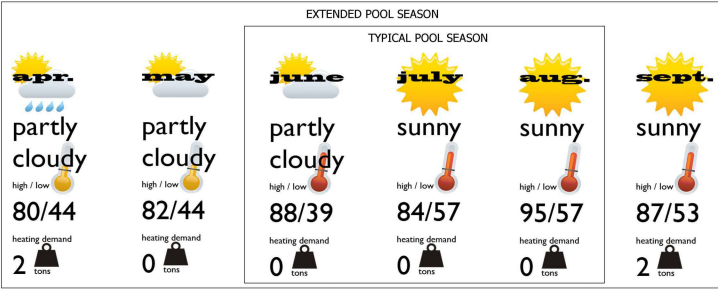 EXTENDED POOL SEASON
TYPICAL POOL SEASON
apr.
partly
cloudy
high / low
80/44
heating demand
2 tons
may
partly
cloudy
high / low
82/44
heating demand
0 tons
june
partly
cloudy
high / low
88/39
heating demand
0 tons
july
sunny
high / low
84/57
heating demand
0 tons
aug.
sunny
high / low
95/57
heating demand
0 tons
sept.
sunny
high / low
87/53
heating demand
2 tons